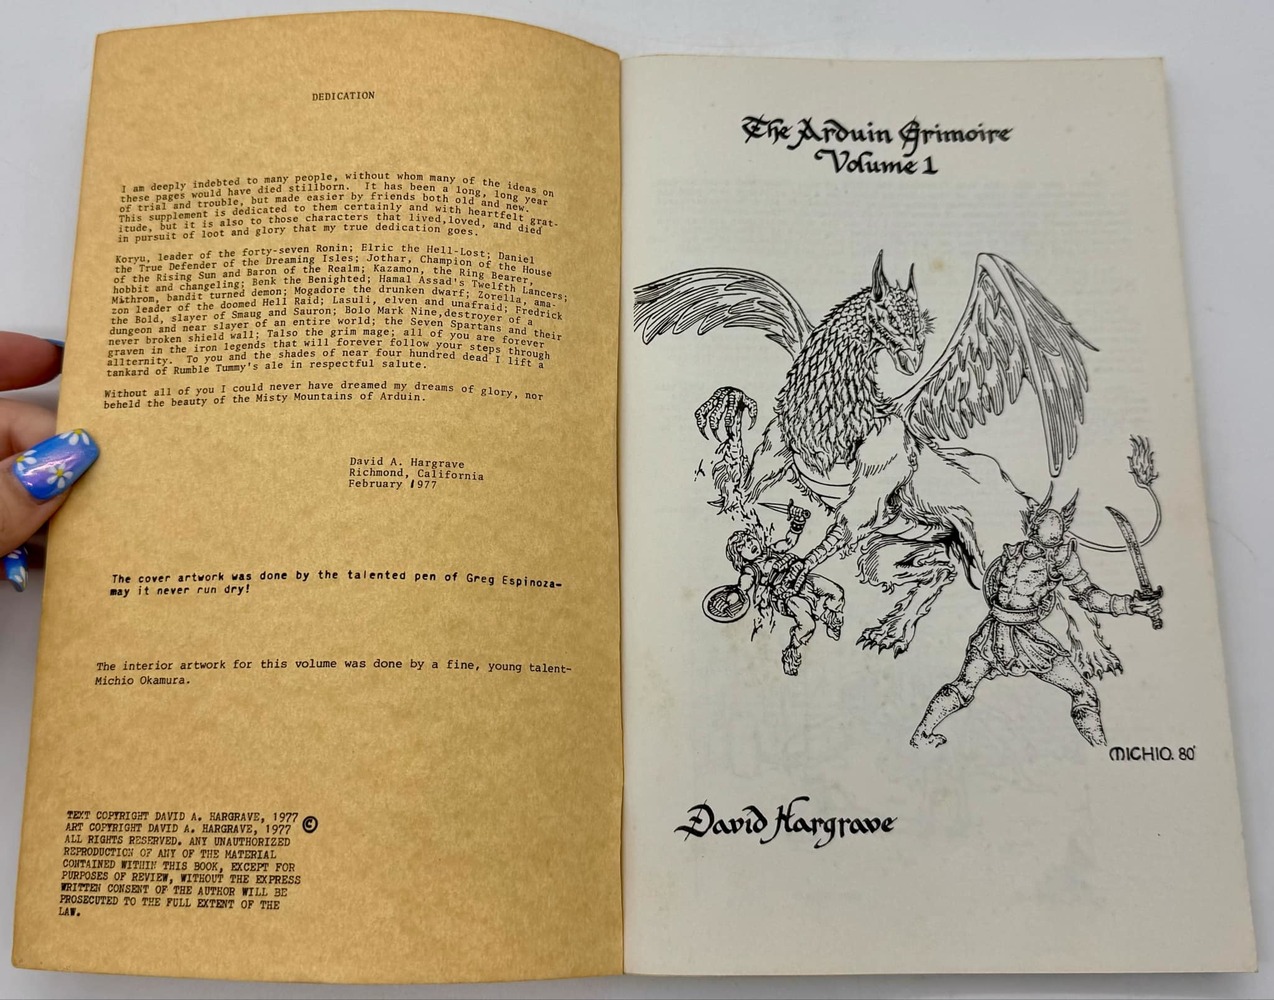 DEDICATION
I am deeply indebted to many people, without whom many of the ideas on
these pages would have died stillborn. It has been a long, long year
of trial and trouble, but made easier by friends both old and new.
This supplement is dedicated to them certainly and with heartfelt grat-
itude, but it is also to those characters that lived,loved, and died
in pursuit of loot and glory that my true dedication goes.
Koryu, leader of the forty-seven Ronin; Elric the Hell-Lost; Daniel
the True Defender of the Dreaming Isles; Jothar, Champion of the House
of the Rising Sun and Baron of the Realm; Kazamon, the Ring Bearer,
hobbit and changeling; Benk the Benighted; Hamal Assad's Twelfth Lancers;
Mithrom, bandit turned demon; Mogadore the drunken dwarf; Zorella, ama-
zon leader of the doomed Hell Raid; Lasuli, elven and unafraid; Fredrick
the Bold, slayer of Smaug and Sauron; Bolo Mark Nine,destroyer of a
dungeon and near slayer of an entire world; the Seven Spartans and their
never broken shield wall; Talso the grim mage; all of you are forever
graven in the iron legends that will forever follow your steps through
allternity. To you and the shades of near four hundred dead I lift a
tankard of Rumble Tummy's ale in respectful salute.
Without all of you I could never have dreamed my dreams of glory, nor
beheld the beauty of the Misty Mountains of Arduin.
David A. Hargrave
Richmond, California
February 1977
The cover artwork was done by the talented pen of Greg Espinoza-
may it never run dry!
The interior artwork for this volume was done by a fine, young talent-
Michio Okamura.
TEXT COPYRIGHT DAVID A. HARGRAVE, 1977
ART COPYRIGHT DAVID A. HARGRAVE, 1977 ©
ALL RIGHTS RESERVED. ANY UNAUTHORIZED
REPRODUCTION OF ANY OF THE MATERIAL
CONTAINED WITHIN THIS BOOK, EXCEPT FOR
PURPOSES OF REVIEW, WITHOUT THE EXPRESS
WRITTEN CONSENT OF THE AUTHOR WILL BE
PROSECUTED TO THE FULL EXTENT OF THE
LAW.
The Arduin Grimoire
Volume 1
MICHIO. 80'
David Hargrave